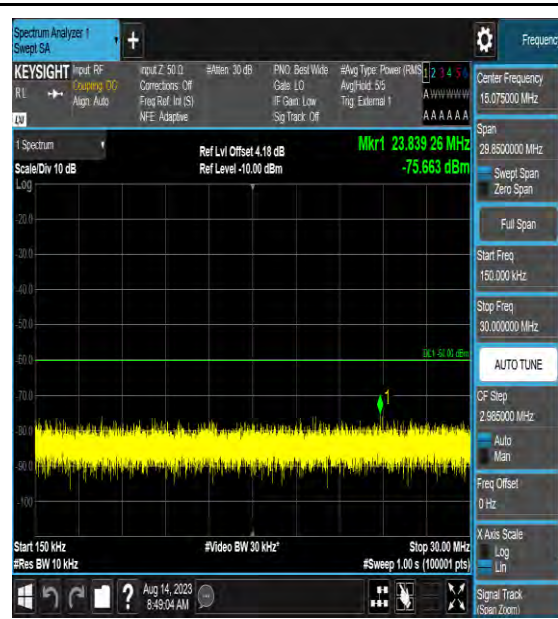 Spectrum Analyzer 1
Swept SA
Frequency
KEYSIGHT
RL
LW
Input: RF
Coupling: DC
Align: Auto
Input Z: 50 Ω
Corrections: Off
Freq Ref: Int (S)
NFE: Adaptive
#Atten: 30 dB
PNO: Best Wide
Gate: LO
IF Gain: Low
Sig Track: Off
#Avg Type: Power (RMS
Avg|Hold: 5/5
Trig: External 1
1 2 3 4 5 6
A W W W W W
A A A A A A
1 Spectrum
Scale/Div 10 dB
Log
Ref Lvl Offset 4.18 dB
Ref Level -10.00 dBm
Mkr1 23.839 26 MHz
-75.663 dBm
-20.0
-30.0
-40.0
-50.0
-60.0
-70.0
-80.0
-90.0
-100
DL1 -60.00 dBm
1
Start 150 kHz
#Res BW 10 kHz
#Video BW 30 kHz*
Stop 30.00 MHz
#Sweep 1.00 s (100001 pts)
Aug 14, 2023
8:49:04 AM
Center Frequency
15.075000 MHz
Span
29.8500000 MHz
Swept Span
Zero Span
Full Span
Start Freq
150.000 kHz
Stop Freq
30.000000 MHz
AUTO TUNE
CF Step
2.985000 MHz
Auto
Man
Freq Offset
0 Hz
X Axis Scale
Log
Lin
Signal Track
(Span Zoom)